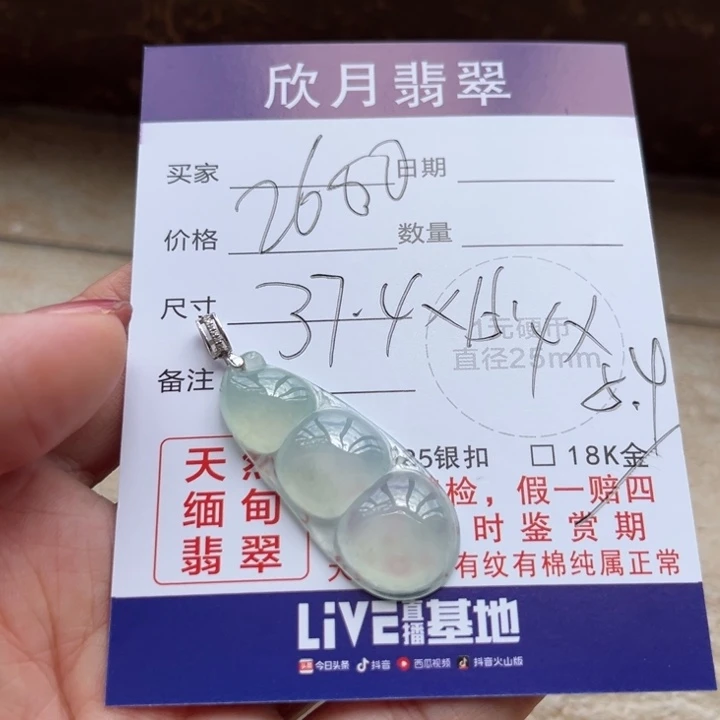 欣月翡翠
买家 日期
2680
价格 数量
尺寸 37.4×15.4×5.4
1元硬币
直径25mm
备注
25银扣 □ 18K金
天然 检，假一赔四
缅甸 时鉴赏期
翡翠 有纹有棉纯属正常
LiVE直播基地
今日头条 抖音 西瓜视频 抖音火山版